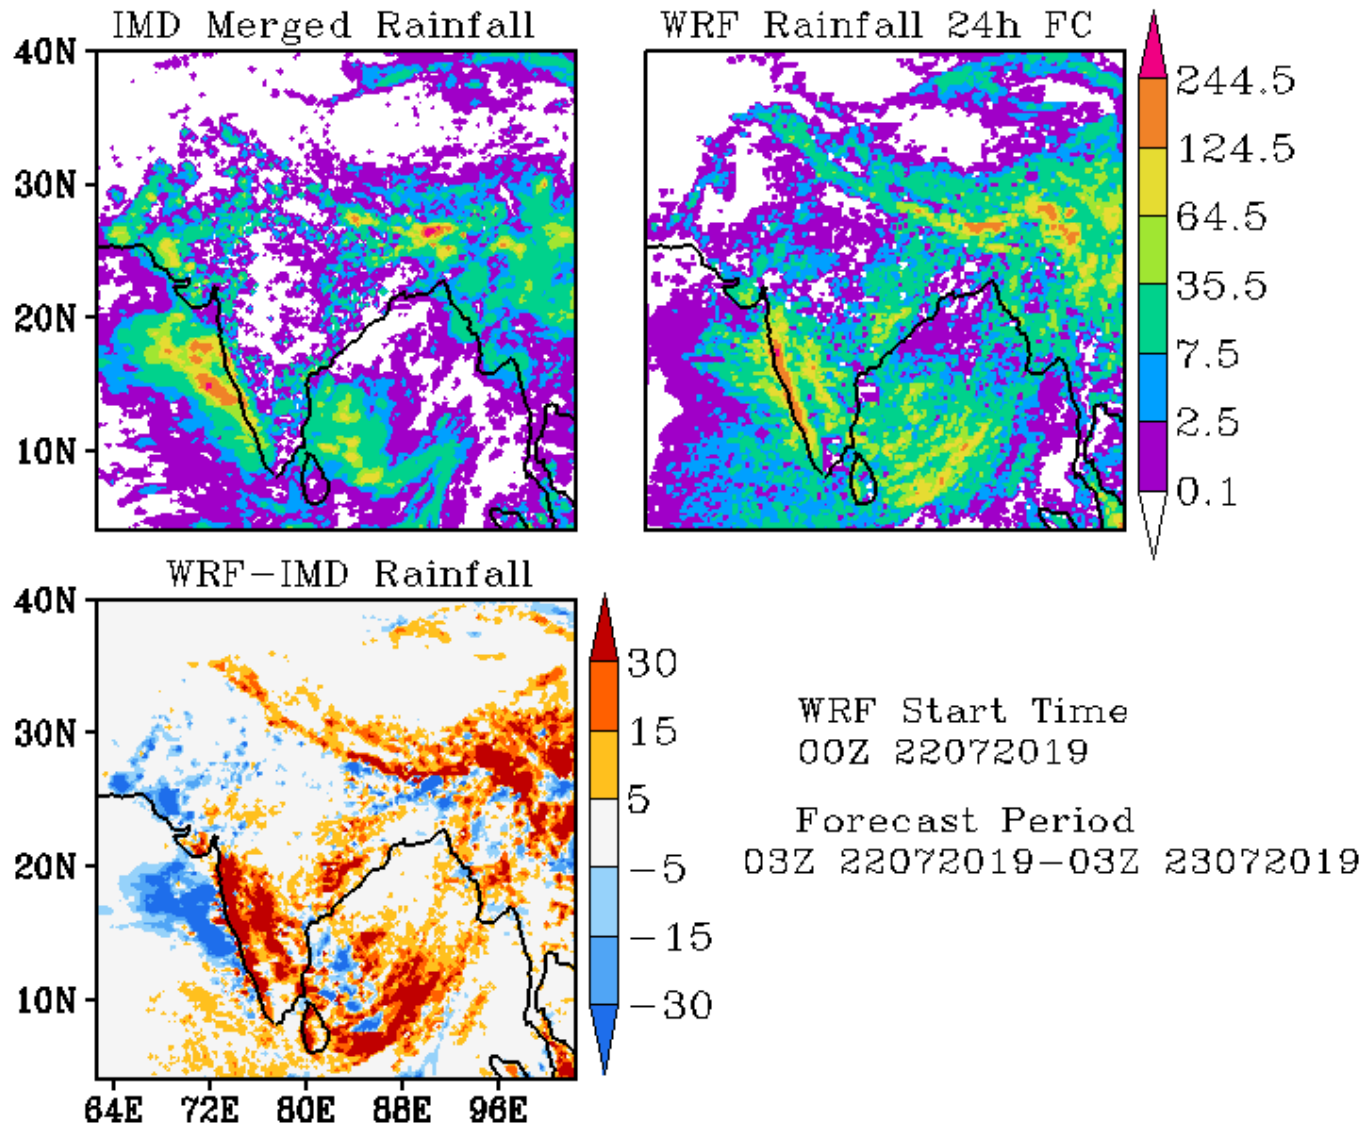 IMD Merged Rainfall
WRF Rainfall 24h FC
40N
30N
20N
10N
244.5
124.5
64.5
35.5
7.5
2.5
0.1
WRF-IMD Rainfall
40N
30N
20N
10N
64E 72E 80E 88E 96E
30
15
5
-5
-15
-30
WRF Start Time
00Z 22072019
Forecast Period
03Z 22072019-03Z 23072019